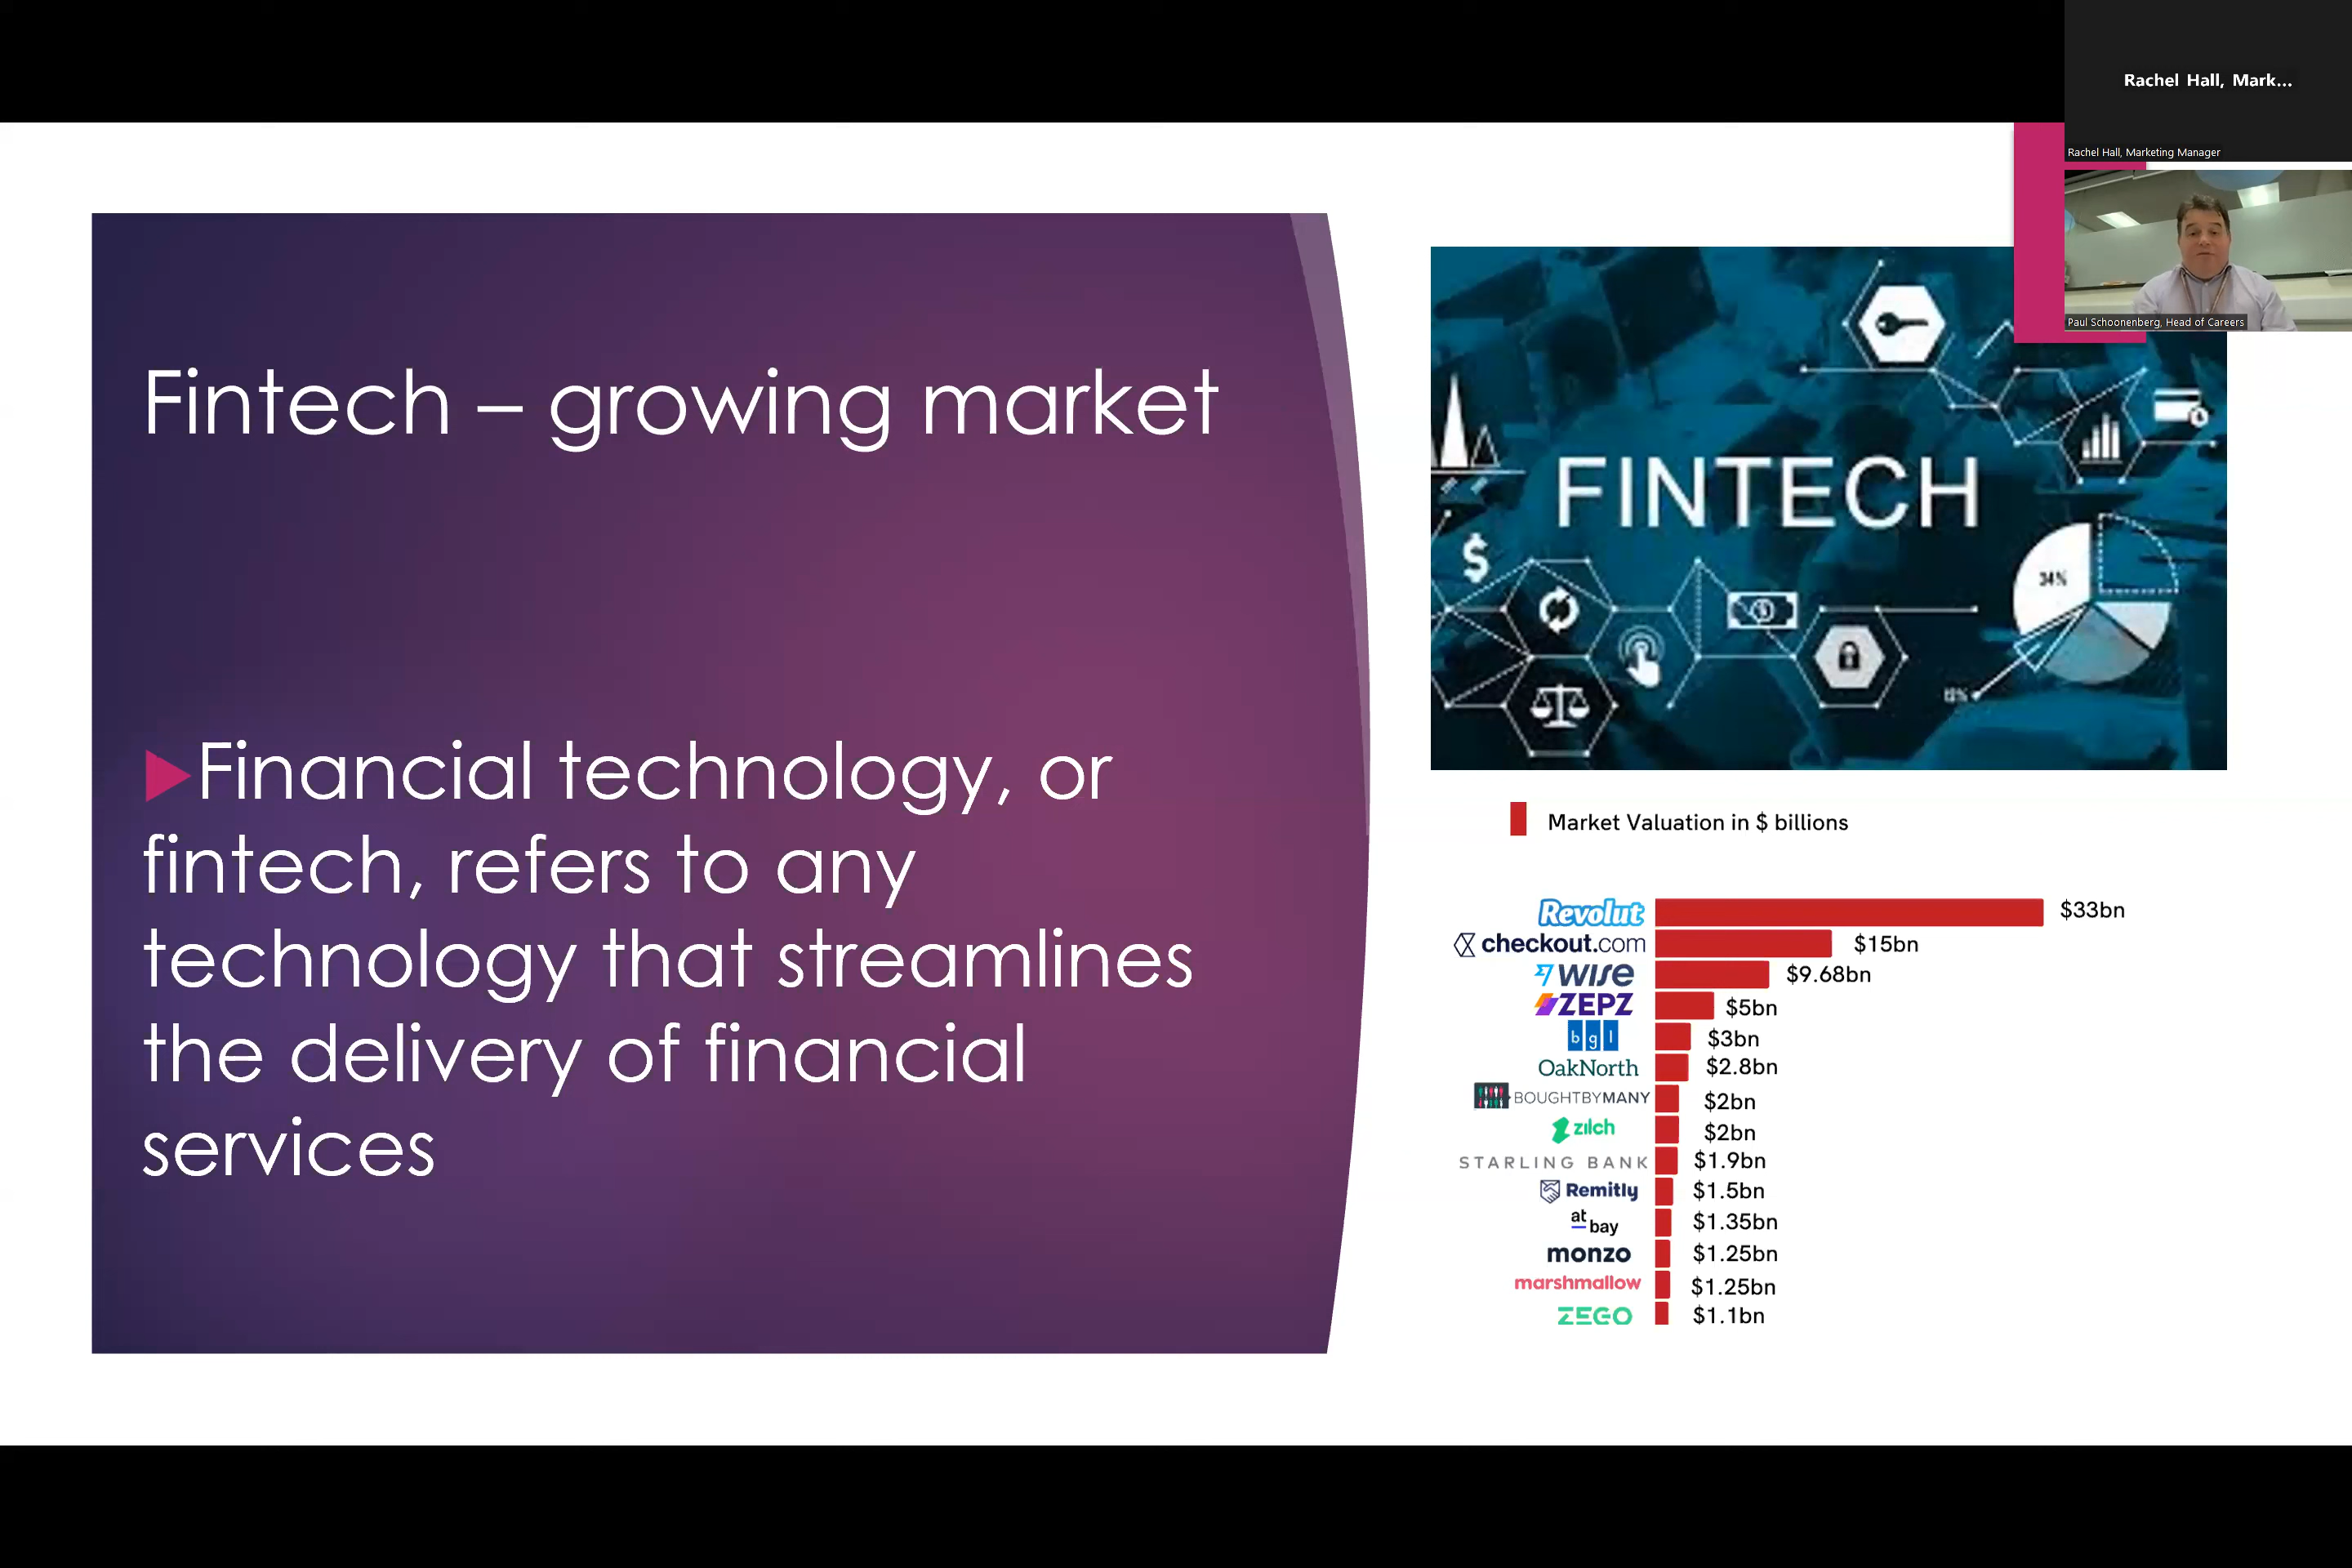 Rachel Hall, Mark...
Rachel Hall, Marketing Manager
Paul Schoonenberg, Head of Careers
Fintech – growing market
Financial technology, or
fintech, refers to any
technology that streamlines
the delivery of financial
services
FINTECH
$
34%
Market Valuation in $ billions
Revolut $33bn
checkout.com $15bn
WISE $9.68bn
ZEPZ $5bn
bgl $3bn
OakNorth $2.8bn
BOUGHTBYMANY $2bn
zilch $2bn
STARLING BANK $1.9bn
Remitly $1.5bn
at bay $1.35bn
monzo $1.25bn
marshmallow $1.25bn
ZEGO $1.1bn